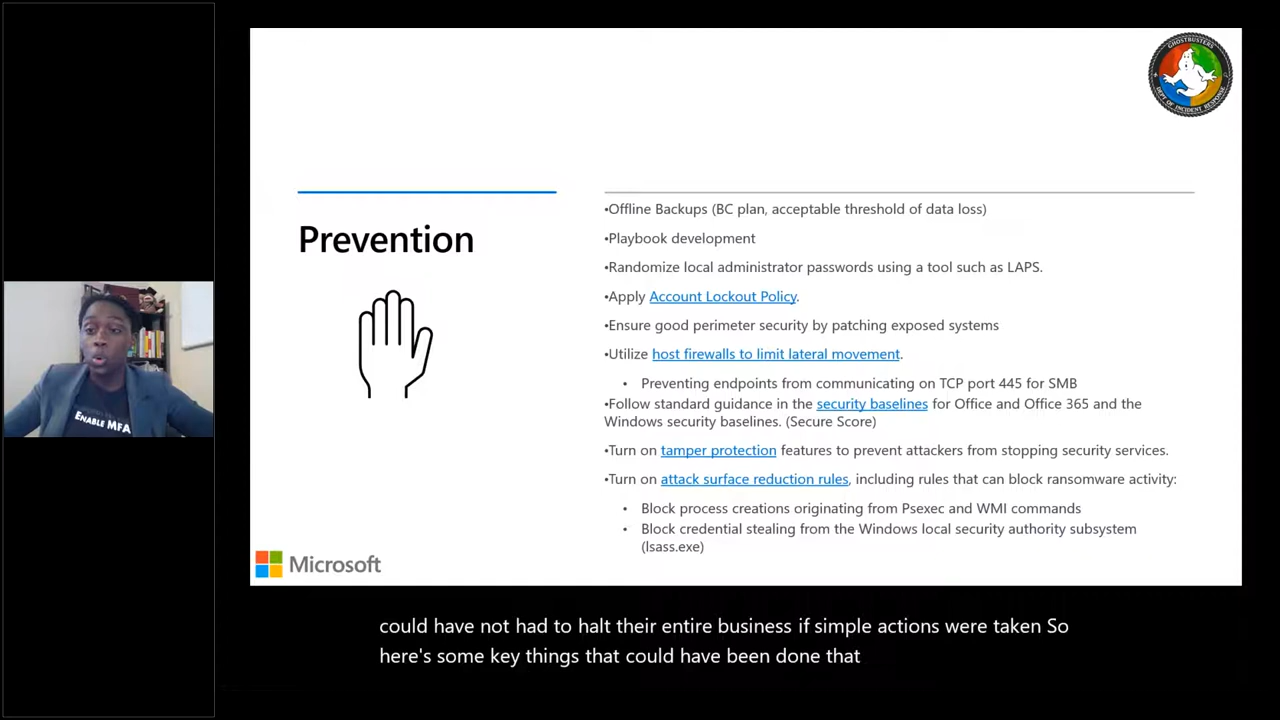 GHOSTBUSTERS
DEPT OF INCIDENT RESPONSE
Prevention
•Offline Backups (BC plan, acceptable threshold of data loss)
•Playbook development
•Randomize local administrator passwords using a tool such as LAPS.
•Apply Account Lockout Policy.
•Ensure good perimeter security by patching exposed systems
•Utilize host firewalls to limit lateral movement.
• Preventing endpoints from communicating on TCP port 445 for SMB
•Follow standard guidance in the security baselines for Office and Office 365 and the
Windows security baselines. (Secure Score)
•Turn on tamper protection features to prevent attackers from stopping security services.
•Turn on attack surface reduction rules, including rules that can block ransomware activity:
• Block process creations originating from Psexec and WMI commands
• Block credential stealing from the Windows local security authority subsystem
(lsass.exe)
Microsoft
ENABLE MFA
could have not had to halt their entire business if simple actions were taken So
here's some key things that could have been done that